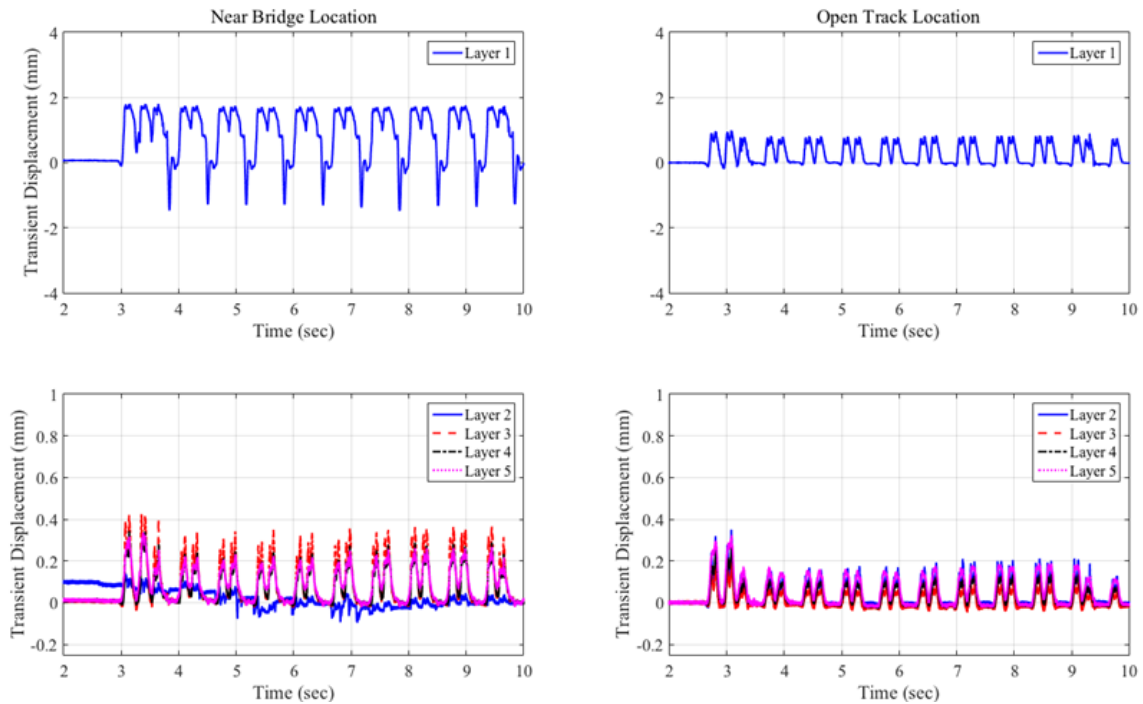 Near Bridge Location
Open Track Location
Transient Displacement (mm)
4
2
0
2
-4
Layer 1
2 3 4 5 6 7 8 9 10
Time (sec)
Transient Displacement (mm)
4
2
0
2
-4
Layer 1
2 3 4 5 6 7 8 9 10
Time (sec)
Transient Displacement (mm)
1
0.8
0.6
0.4
0.2
0
-0.2
Layer 2
Layer 3
Layer 4
Layer 5
2 3 4 5 6 7 8 9 10
Time (sec)
Transient Displacement (mm)
1
0.8
0.6
0.4
0.2
0
-0.2
Layer 2
Layer 3
Layer 4
Layer 5
2 3 4 5 6 7 8 9 10
Time (sec)